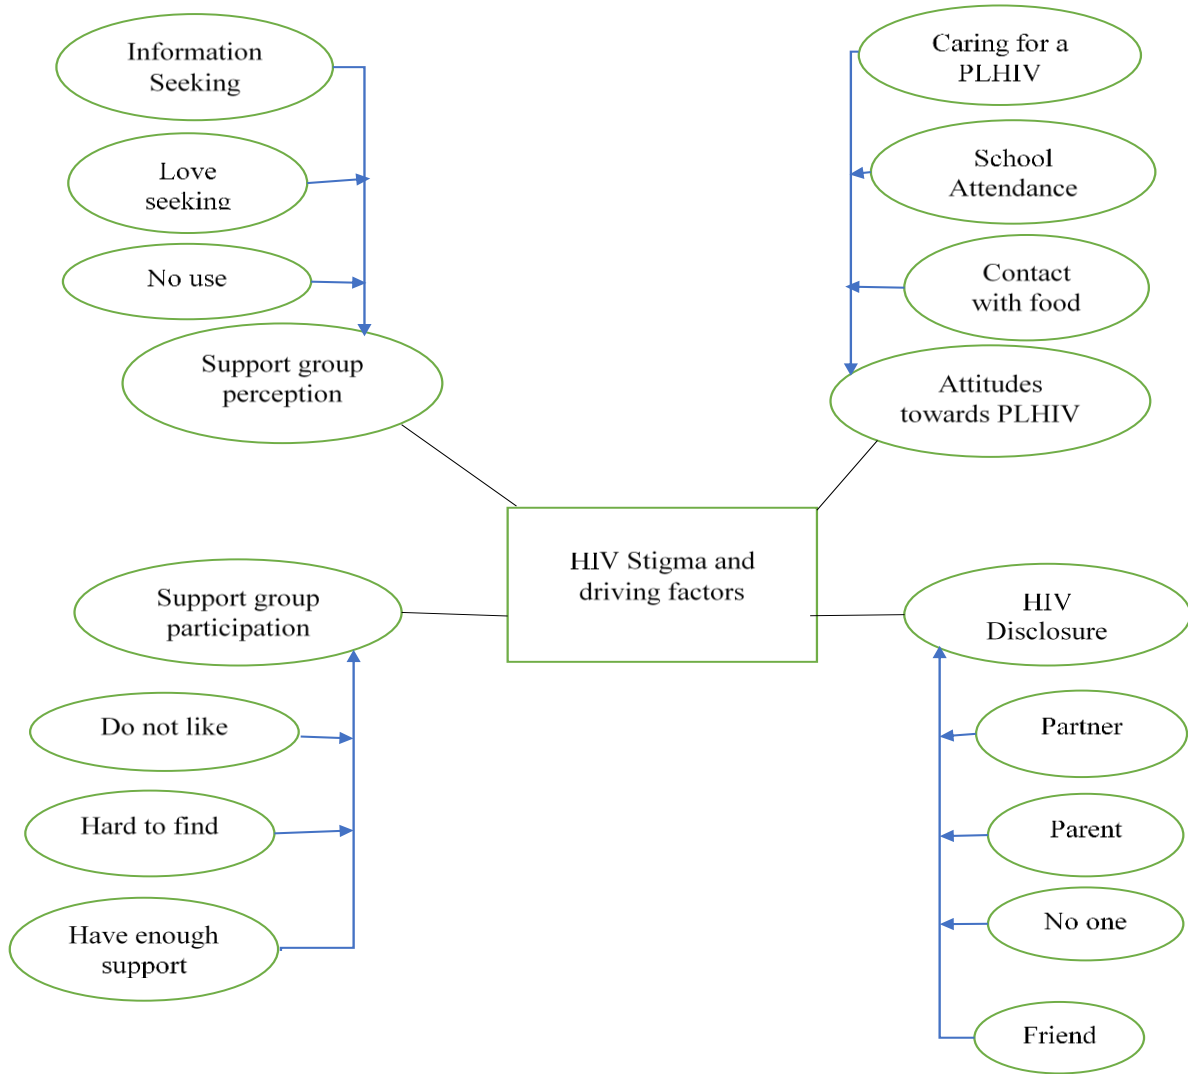 Information
Seeking
Love
seeking
No use
Support group
perception
Caring for a
PLHIV
School
Attendance
Contact
with food
Attitudes
towards PLHIV
HIV Stigma and
driving factors
Support group
participation
Do not like
Hard to find
Have enough
support
HIV
Disclosure
Partner
Parent
No one
Friend